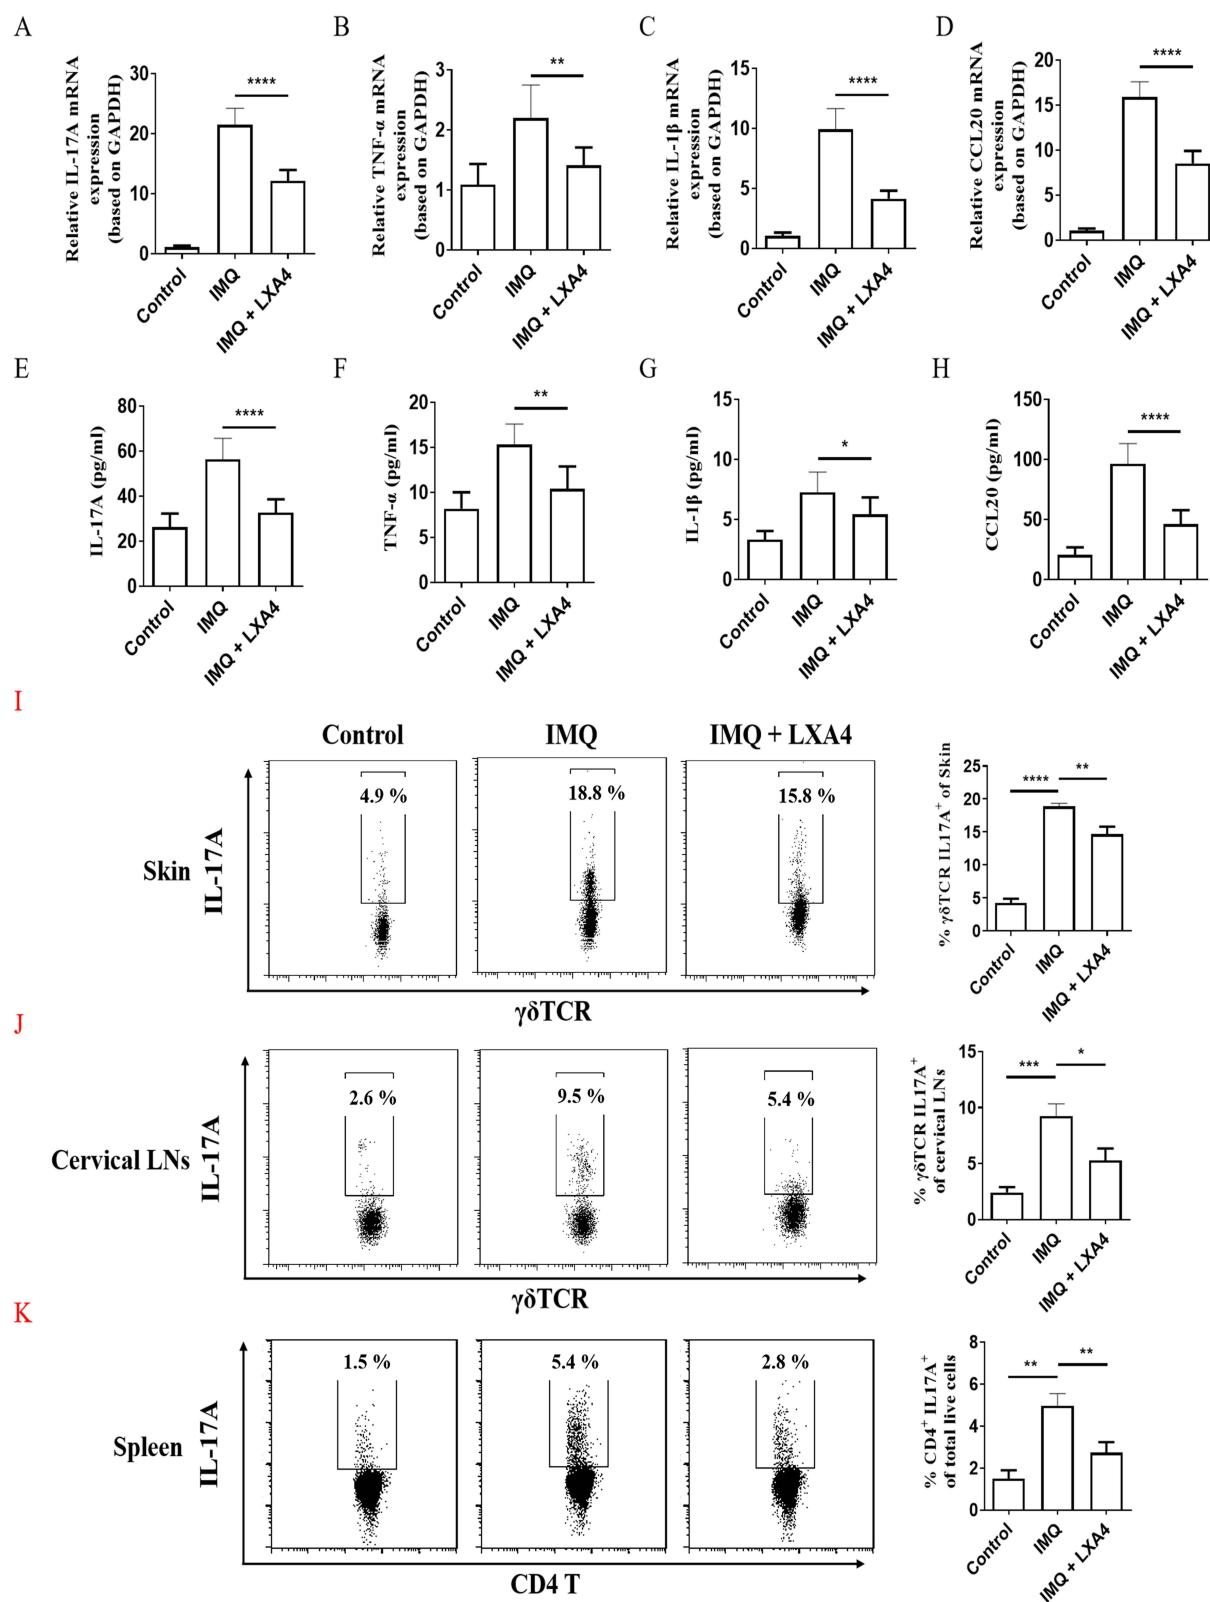 A
Relative IL-17A mRNA
expression
(based on GAPDH)
30
20
10
0
****
Control
IMQ
IMQ + LXA4
B
Relative TNF-α mRNA
expression
(based on GAPDH)
3
2
1
0
**
Control
IMQ
IMQ + LXA4
C
Relative IL-1β mRNA
expression
(based on GAPDH)
15
10
5
0
****
Control
IMQ
IMQ + LXA4
D
Relative CCL20 mRNA
expression
(based on GAPDH)
20
15
10
5
0
****
Control
IMQ
IMQ + LXA4
E
IL-17A (pg/ml)
80
60
40
20
0
****
Control
IMQ
IMQ + LXA4
F
TNF-α (pg/ml)
20
15
10
5
0
**
Control
IMQ
IMQ + LXA4
G
IL-1β (pg/ml)
15
10
5
0
*
Control
IMQ
IMQ + LXA4
H
CCL20 (pg/ml)
150
100
50
0
****
Control
IMQ
IMQ + LXA4
I
Control
IMQ
IMQ + LXA4
Skin
IL-17A
4.9 %
18.8 %
15.8 %
γδTCR
% γδTCR IL17A+ of Skin
25
20
15
10
5
0
****
**
Control
IMQ
IMQ + LXA4
J
Cervical LNs
IL-17A
2.6 %
9.5 %
5.4 %
γδTCR
% γδTCR IL17A+
of cervical LNs
15
10
5
0
***
*
Control
IMQ
IMQ + LXA4
K
Spleen
IL-17A
1.5 %
5.4 %
2.8 %
CD4 T
% CD4+ IL17A+
of total live cells
8
6
4
2
0
**
**
Control
IMQ
IMQ + LXA4